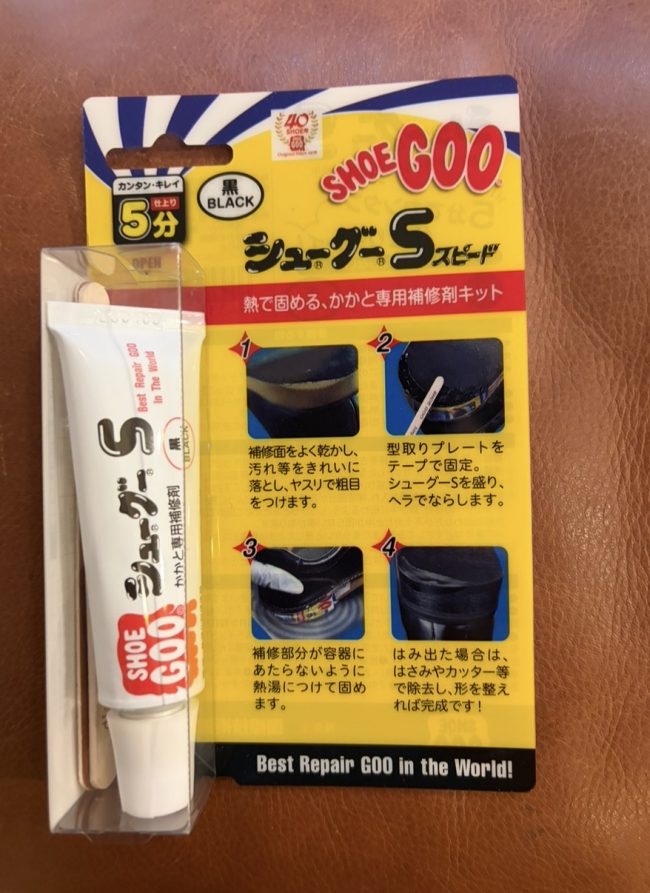 40
SHOE GOO
カンタン・キレイ
5分
仕上り
黒
BLACK
シューグー® S スピード
熱で固める、かかと専用補修剤キット
OPEN
1
補修面をよく乾かし、
汚れ等をきれいに
落とし、ヤスリで粗目
をつけます。
2
型取りプレートを
テープで固定。
シューグーSを盛り、
ヘラでならします。
3
補修部分が容器に
あたらないように
熱湯につけて固め
ます。
4
はみ出た場合は、
はさみやカッター等
で除去し、形を整え
れば完成です!
Best Repair GOO in the World!
Best Repair GOO
In The World
黒
BLACK
シューグー® S
かかと専用補修剤
SHOE
GOO